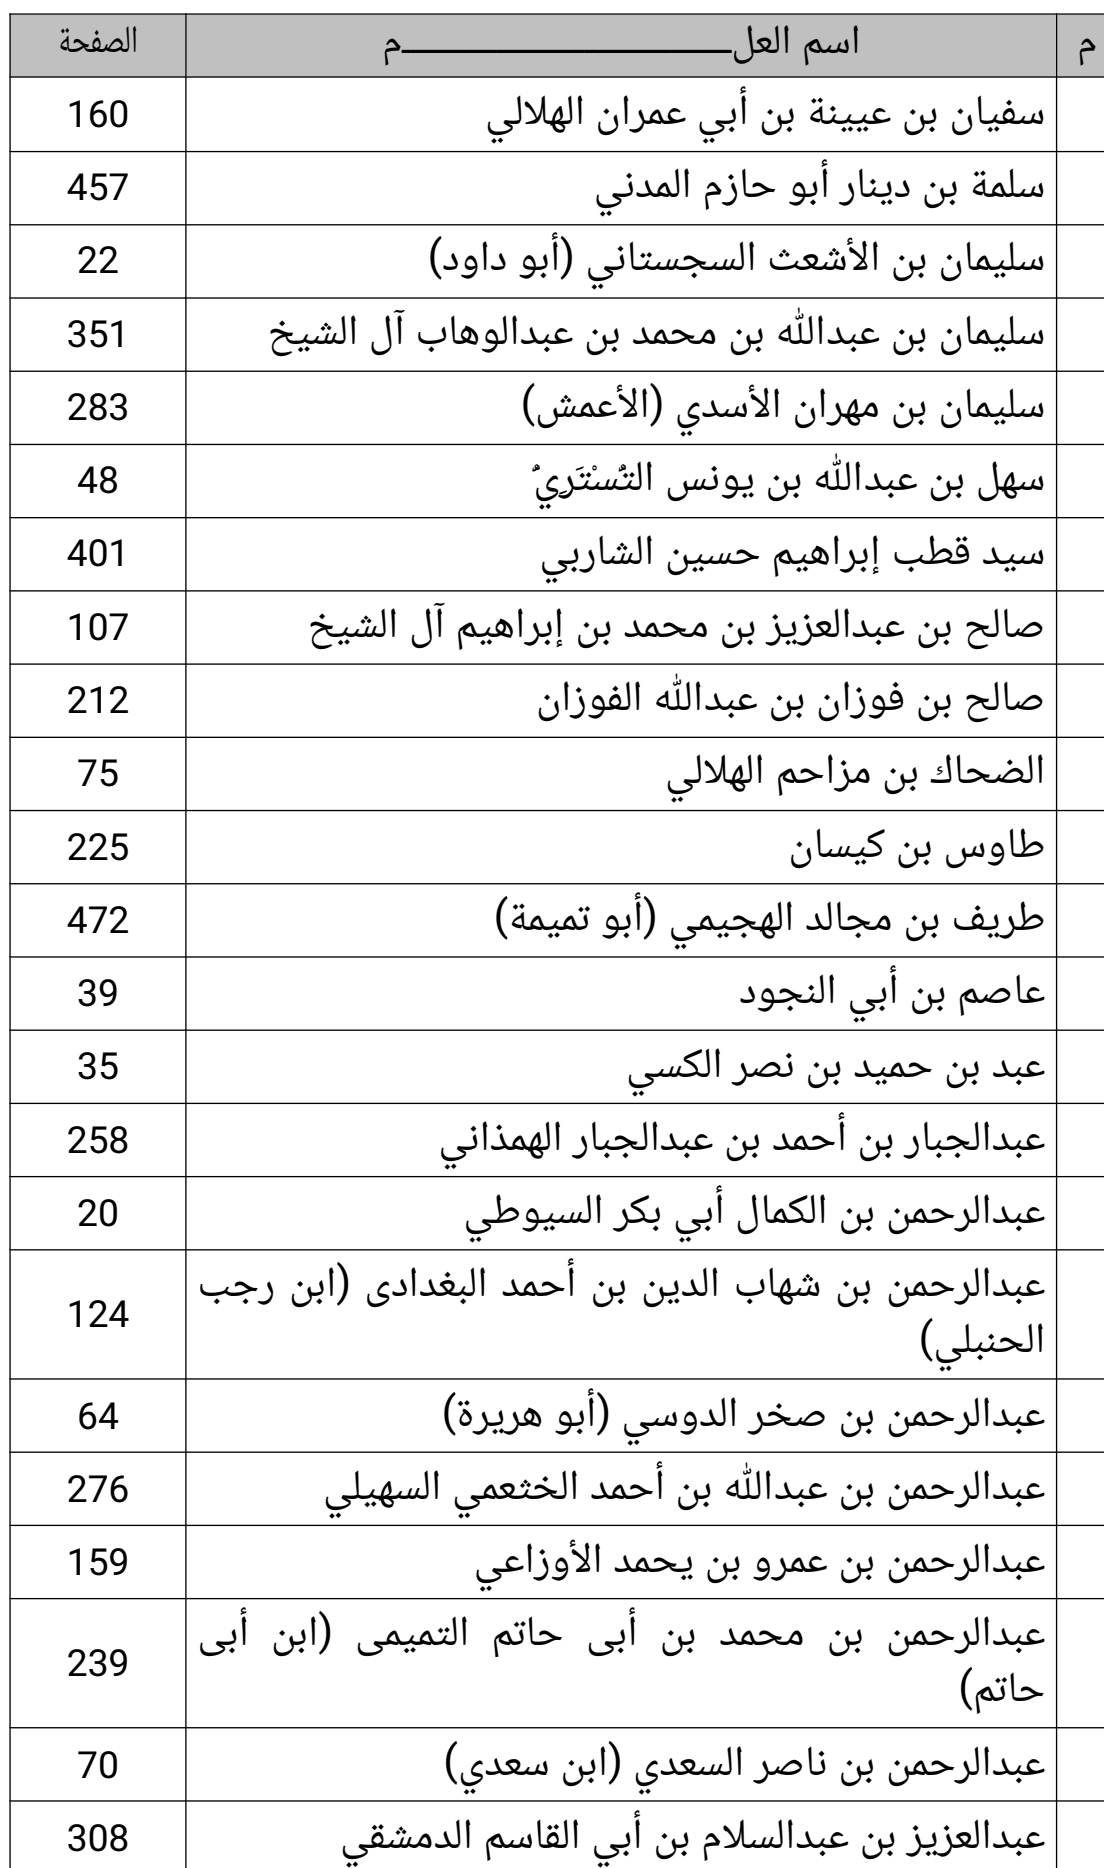 م اسم العلـــــــــــــــــــــــــــــم الصفحة
سفيان بن عيينة بن أبي عمران الهلالي 160
سلمة بن دينار أبو حازم المدني 457
سليمان بن الأشعث السجستاني (أبو داود) 22
سليمان بن عبدالله بن محمد بن عبدالوهاب آل الشيخ 351
سليمان بن مهران الأسدي (الأعمش) 283
سهل بن عبدالله بن يونس التُسْتَرِيُ 48
سيد قطب إبراهيم حسين الشاربي 401
صالح بن عبدالعزيز بن محمد بن إبراهيم آل الشيخ 107
صالح بن فوزان بن عبدالله الفوزان 212
الضحاك بن مزاحم الهلالي 75
طاوس بن كيسان 225
طريف بن مجالد الهجيمي (أبو تميمة) 472
عاصم بن أبي النجود 39
عبد بن حميد بن نصر الكسي 35
عبدالجبار بن أحمد بن عبدالجبار الهمذاني 258
عبدالرحمن بن الكمال أبي بكر السيوطي 20
عبدالرحمن بن شهاب الدين بن أحمد البغدادى (ابن رجب
الحنبلي) 124
عبدالرحمن بن صخر الدوسي (أبو هريرة) 64
عبدالرحمن بن عبدالله بن أحمد الخثعمي السهيلي 276
عبدالرحمن بن عمرو بن يحمد الأوزاعي 159
عبدالرحمن بن محمد بن أبى حاتم التميمى (ابن أبى
حاتم) 239
عبدالرحمن بن ناصر السعدي (ابن سعدي) 70
عبدالعزيز بن عبدالسلام بن أبي القاسم الدمشقي 308